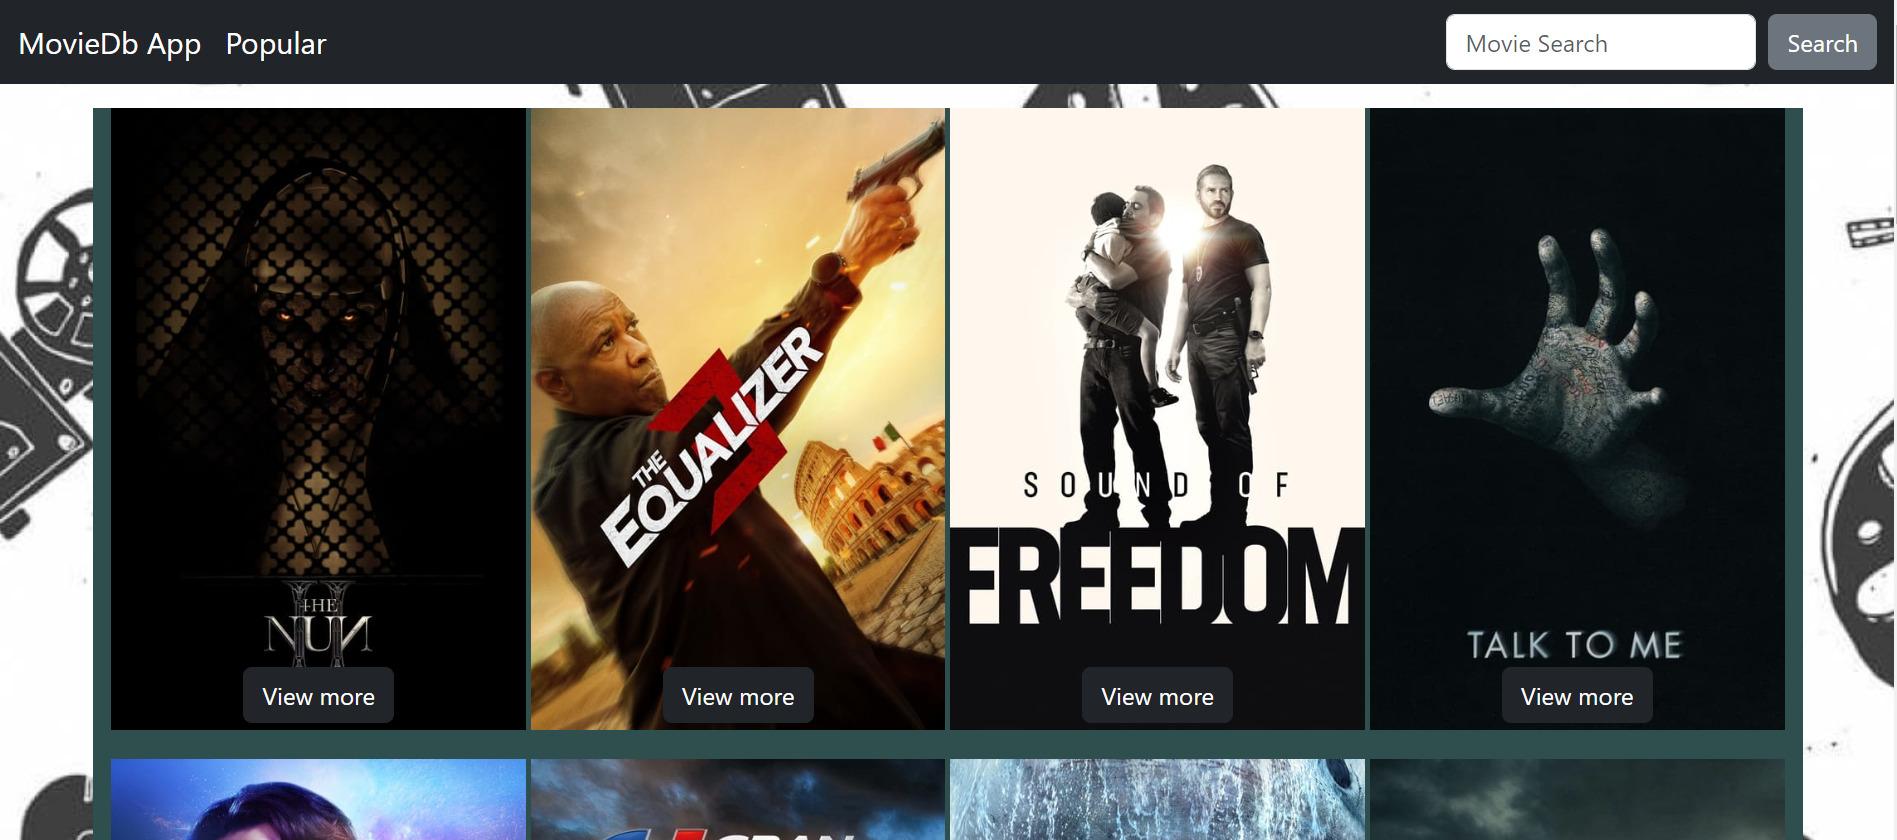 MovieDb App Popular Movie Search Search
THE
NUN
II
View more
THE
EQUALIZER
3
View more
SOUND OF
FREEDOM
View more
TALK TO ME
View more
GRAN